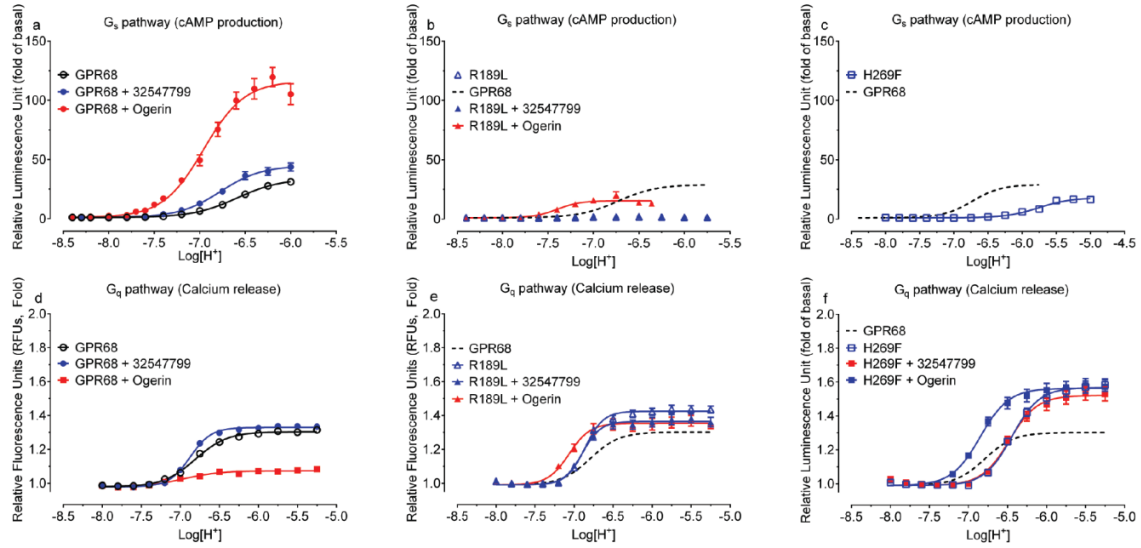 a
Gs pathway (cAMP production)
Relative Luminescence Unit (fold of basal)
150
100
50
0
GPR68
GPR68 + 32547799
GPR68 + Ogerin
-8.5 -8.0 -7.5 -7.0 -6.5 -6.0 -5.5
Log[H⁺]
b
Gs pathway (cAMP production)
Relative Luminescence Unit (fold of basal)
150
100
50
0
R189L
GPR68
R189L + 32547799
R189L + Ogerin
-8.5 -8.0 -7.5 -7.0 -6.5 -6.0 -5.5
Log[H⁺]
c
Gs pathway (cAMP production)
Relative Luminescence Unit (fold of basal)
150
100
50
0
H269F
GPR68
-8.5 -8.0 -7.5 -7.0 -6.5 -6.0 -5.5 -5.0 -4.5
Log[H⁺]
d
Gq pathway (Calcium release)
Relative Fluorescence Units (RFUs, Fold)
2.0
1.8
1.6
1.4
1.2
1.0
GPR68
GPR68 + 32547799
GPR68 + Ogerin
-8.5 -8.0 -7.5 -7.0 -6.5 -6.0 -5.5 -5.0
Log[H⁺]
e
Gq pathway (Calcium release)
Relative Fluorescence Units (RFUs, Fold)
2.0
1.8
1.6
1.4
1.2
1.0
GPR68
R189L
R189L + 32547799
R189L + Ogerin
-8.5 -8.0 -7.5 -7.0 -6.5 -6.0 -5.5 -5.0
Log[H⁺]
f
Gq pathway (Calcium release)
Relative Luminescence Unit (fold of basal)
2.0
1.8
1.6
1.4
1.2
1.0
GPR68
H269F
H269F + 32547799
H269F + Ogerin
-8.5 -8.0 -7.5 -7.0 -6.5 -6.0 -5.5 -5.0
Log[H⁺]